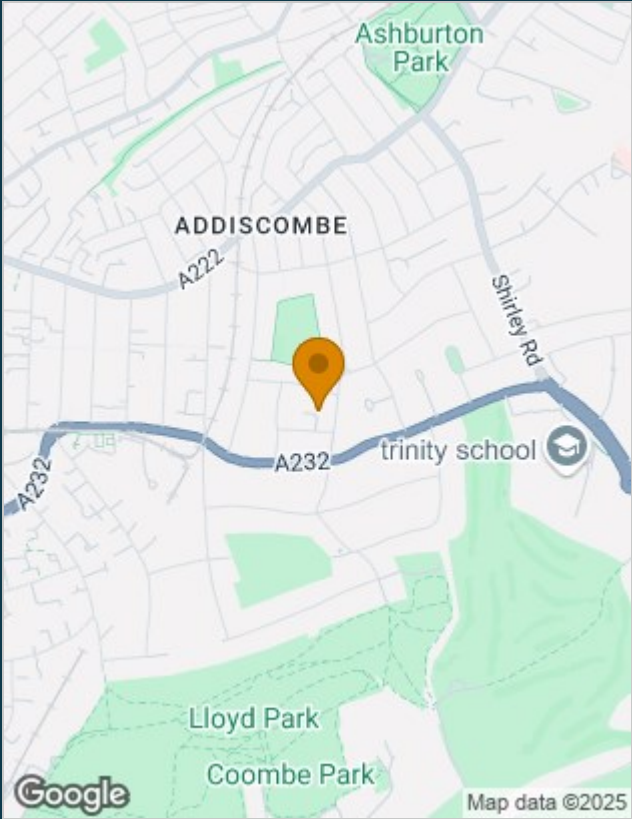 Ashburton
Park
ADDISCOMBE
A222
Shirley Rd
A232
trinity school
A232
Lloyd Park
Coombe Park
Google
Map data ©2025